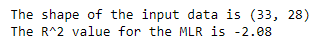 The shape of the input data is (33, 28)
The R^2 value for the MLR is -2.08